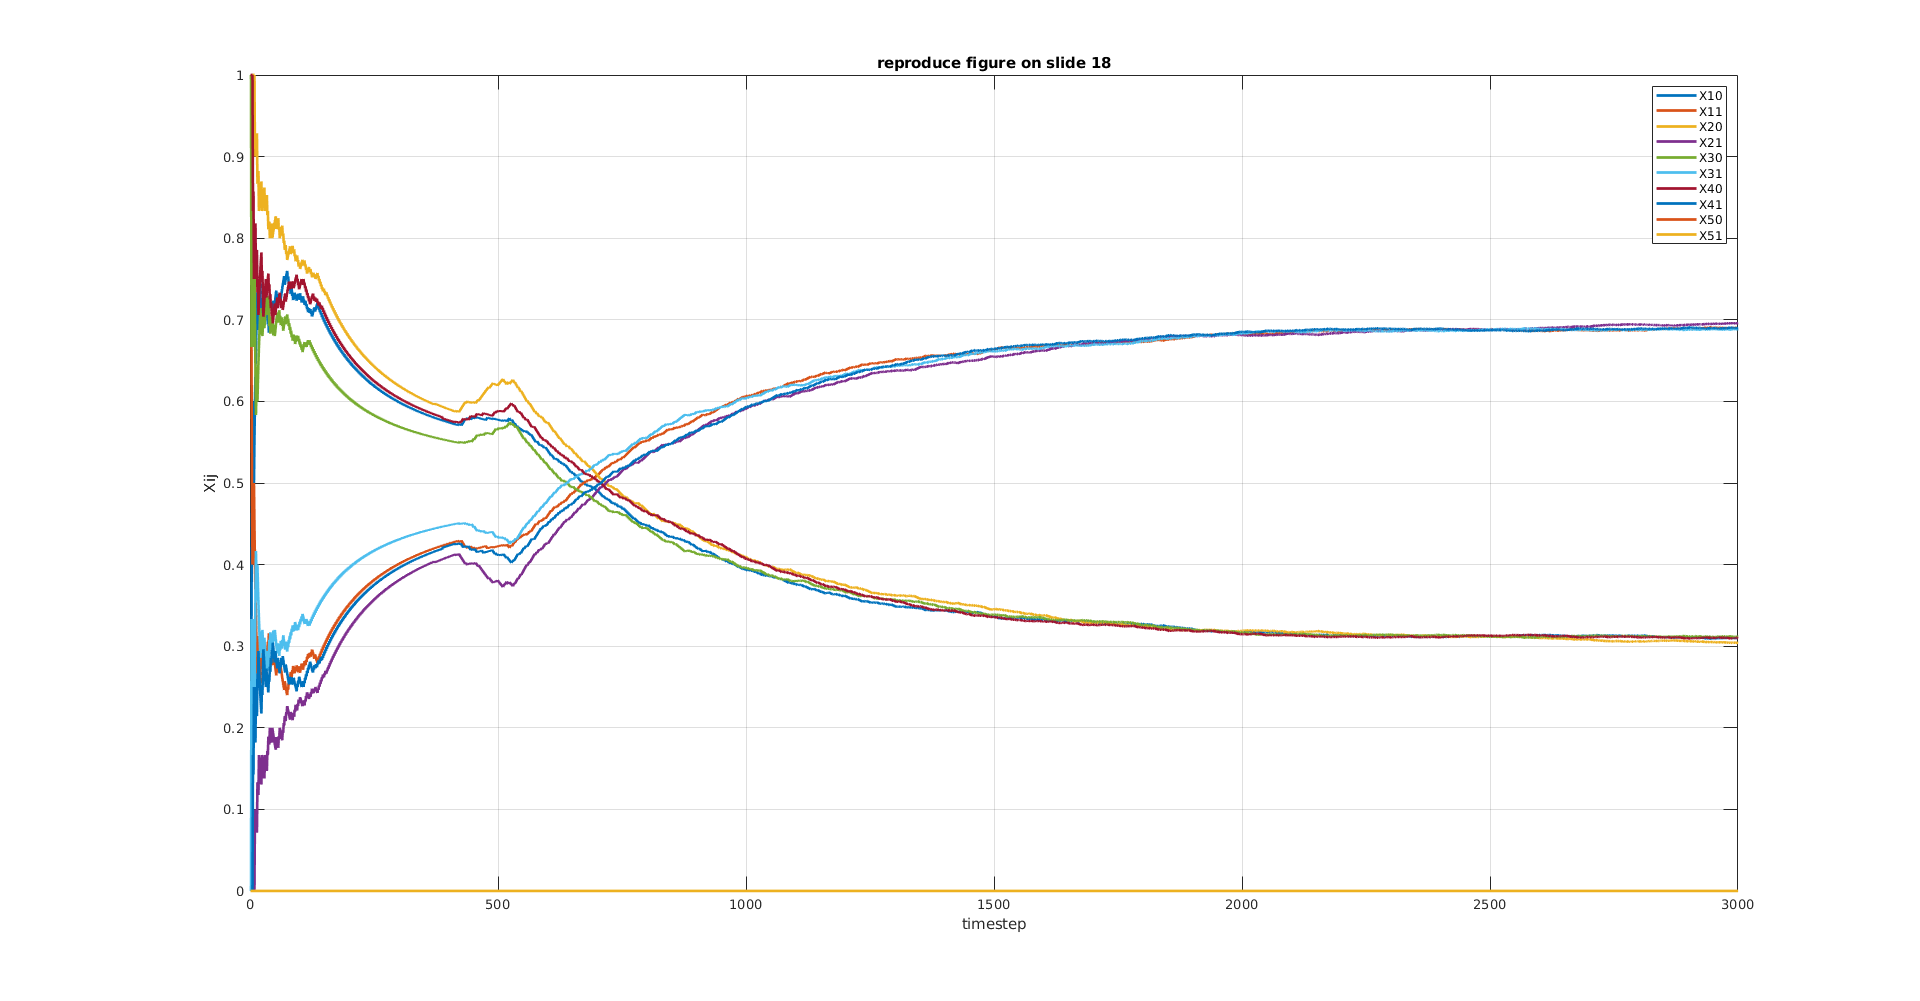 reproduce figure on slide 18
1
0.9
0.8
0.7
0.6
0.5
0.4
0.3
0.2
0.1
0
Xij
X10
X11
X20
X21
X30
X31
X40
X41
X50
X51
0 500 1000 1500 2000 2500 3000
timestep